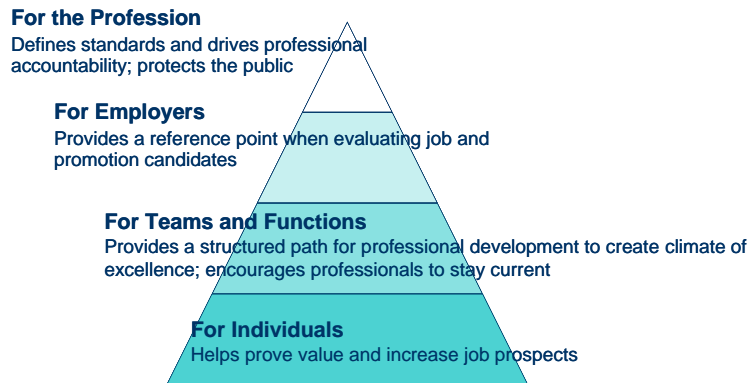 For the Profession
Defines standards and drives professional
accountability; protects the public
For Employers
Provides a reference point when evaluating job and
promotion candidates
For Teams and Functions
Provides a structured path for professional development to create climate of
excellence; encourages professionals to stay current
For Individuals
Helps prove value and increase job prospects